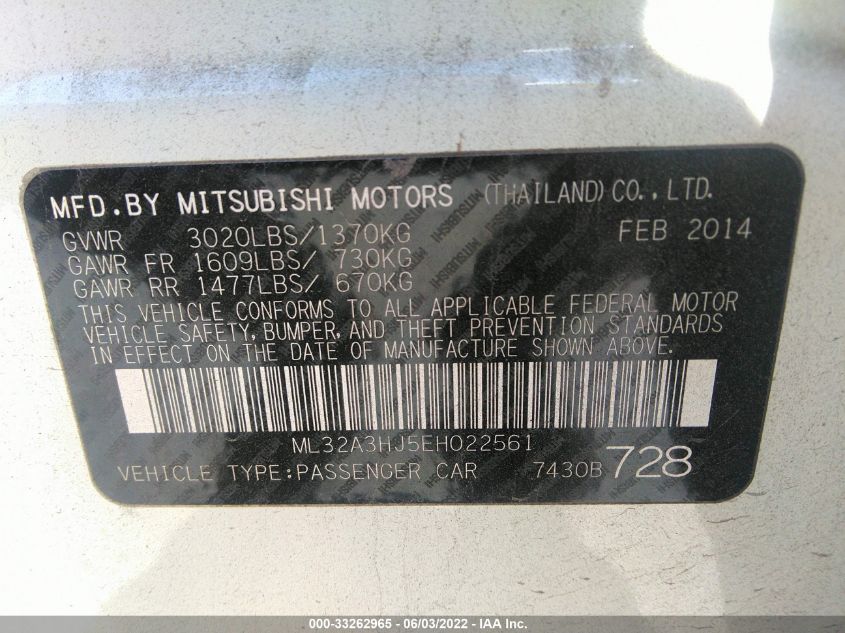 MFD.BY MITSUBISHI MOTORS (THAILAND)CO.,LTD.
GVWR 3020LBS/1370KG FEB 2014
GAWR FR 1609LBS/ 730KG
GAWR RR 1477LBS/ 670KG
THIS VEHICLE CONFORMS TO ALL APPLICABLE FEDERAL MOTOR
VEHICLE SAFETY, BUMPER, AND THEFT PREVENTION STANDARDS
IN EFFECT ON THE DATE OF MANUFACTURE SHOWN ABOVE.
ML32A3HJ5EH022561
VEHICLE TYPE:PASSENGER CAR 7430B 728
000-33262965 - 06/03/2022 - IAA Inc.